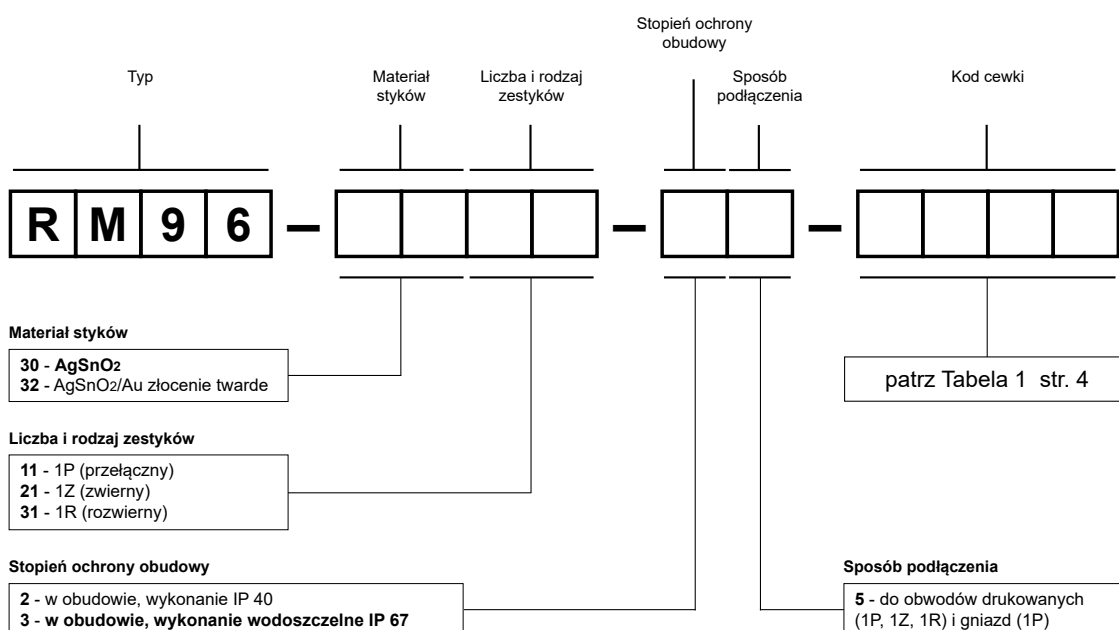 Stopień ochrony
obudowy
Typ
Materiał
styków
Liczba i rodzaj
zestyków
Sposób
podłączenia
Kod cewki
RM96 – – –
Materiał styków
30 - AgSnO2
32 - AgSnO2/Au złocenie twarde
patrz Tabela 1 str. 4
Liczba i rodzaj zestyków
11 - 1P (przełączny)
21 - 1Z (zwierny)
31 - 1R (rozwierny)
Stopień ochrony obudowy
2 - w obudowie, wykonanie IP 40
3 - w obudowie, wykonanie wodoszczelne IP 67
Sposób podłączenia
5 - do obwodów drukowanych
(1P, 1Z, 1R) i gniazd (1P)